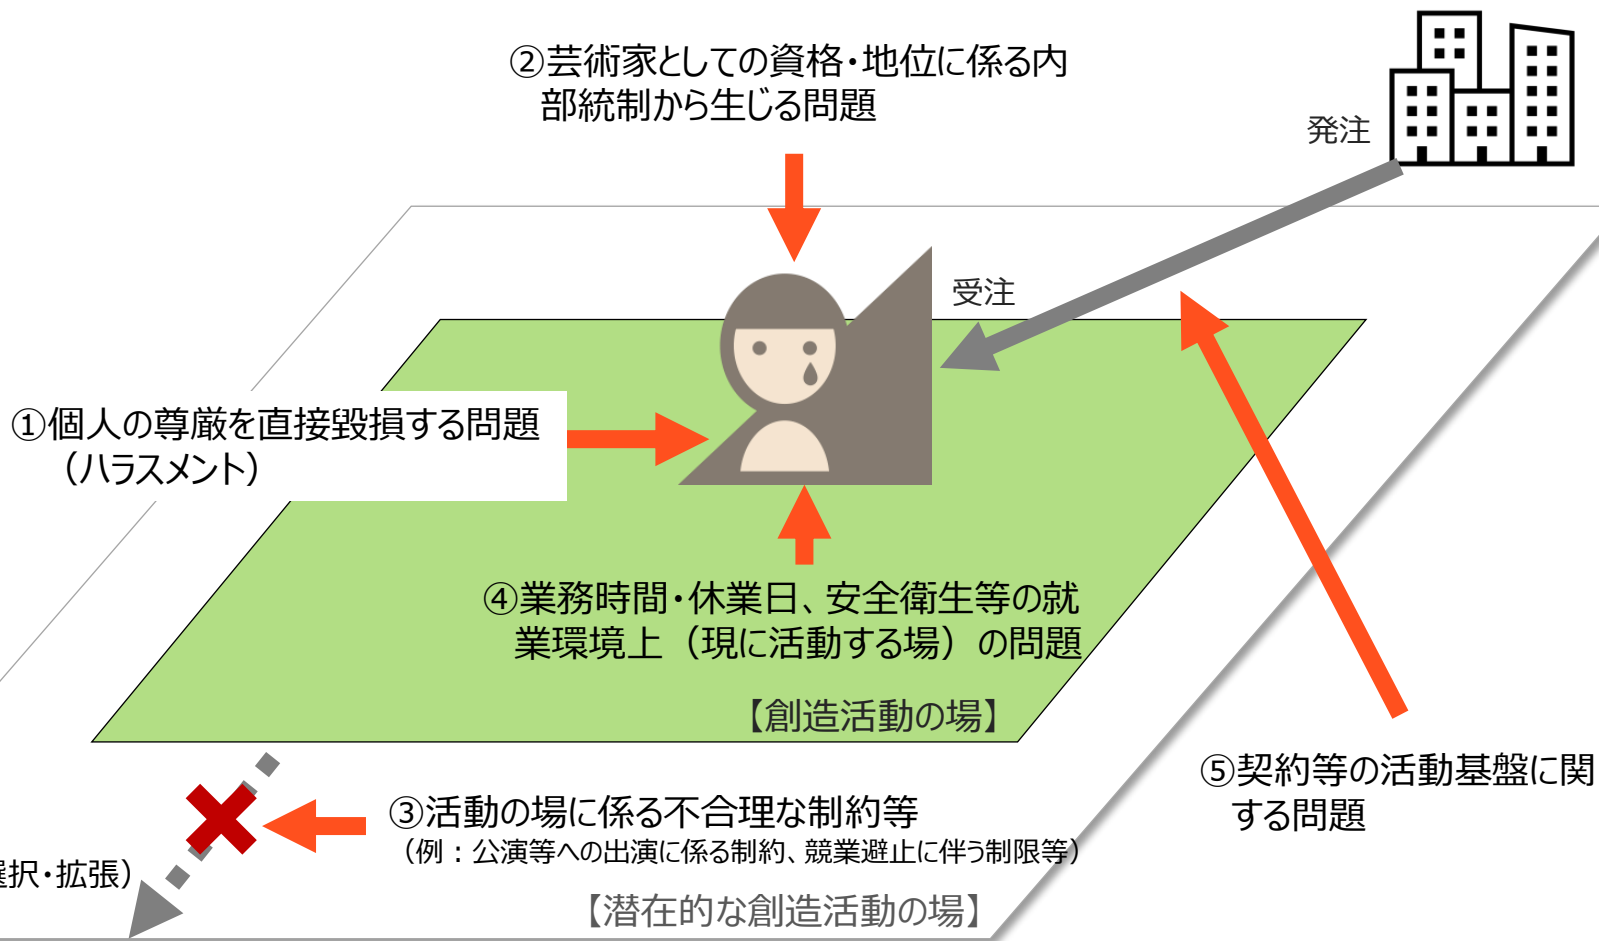 ②芸術家としての資格・地位に係る内
部統制から生じる問題
発注
受注
①個人の尊厳を直接毀損する問題
（ハラスメント）
④業務時間・休業日、安全衛生等の就
業環境上（現に活動する場）の問題
【創造活動の場】
⑤契約等の活動基盤に関
する問題
③活動の場に係る不合理な制約等
（例：公演等への出演に係る制約、競業避止に伴う制限等）
択・拡張）
【潜在的な創造活動の場】